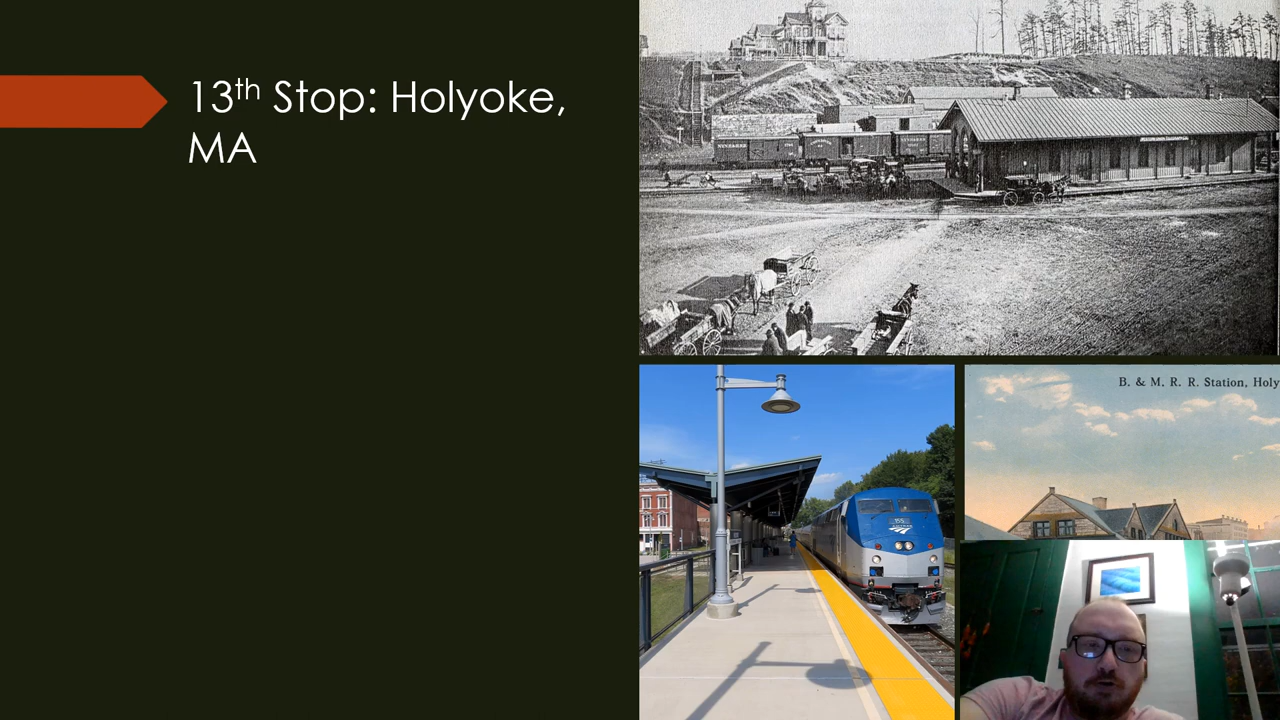 13th Stop: Holyoke,
MA
B. & M. R. R. Station, Holy